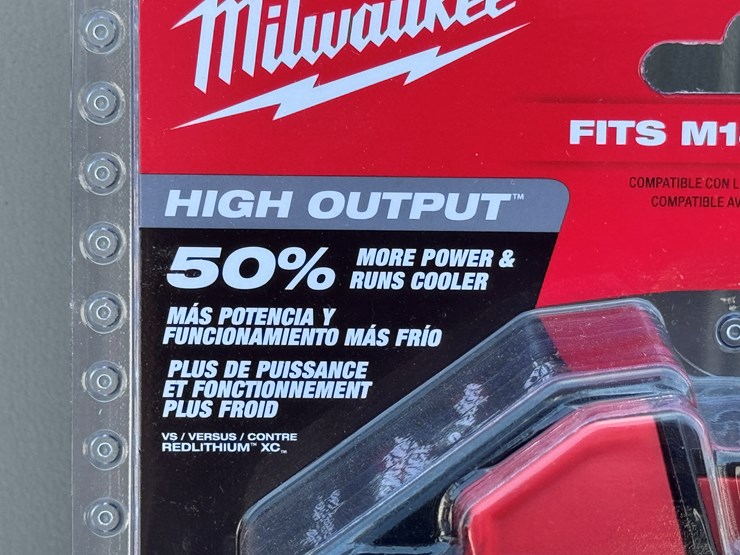 Milwaukee
FITS M1
COMPATIBLE CON L
COMPATIBLE AV
HIGH OUTPUT™
50% MORE POWER &
RUNS COOLER
MÁS POTENCIA Y
FUNCIONAMIENTO MÁS FRÍO
PLUS DE PUISSANCE
ET FONCTIONNEMENT
PLUS FROID
VS / VERSUS / CONTRE
REDLITHIUM™ XC™